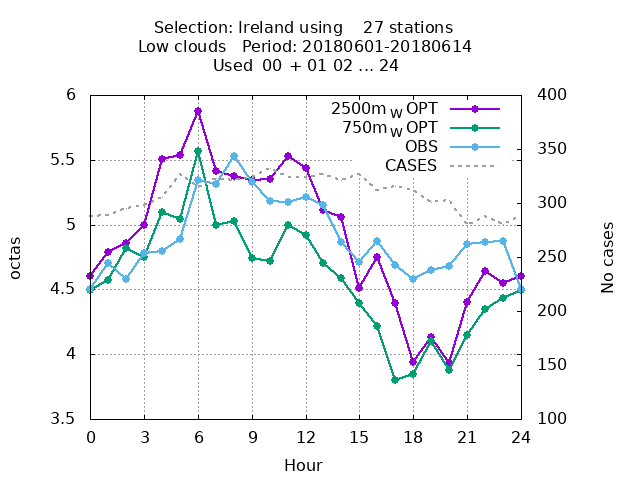 Selection: Ireland using 27 stations
Low clouds Period: 20180601-20180614
Used 00 + 01 02 ... 24
2500m W OPT
750m W OPT
OBS
CASES
octas
6
5.5
5
4.5
4
3.5
400
350
300
250
200
150
100
No cases
0 3 6 9 12 15 18 21 24
Hour